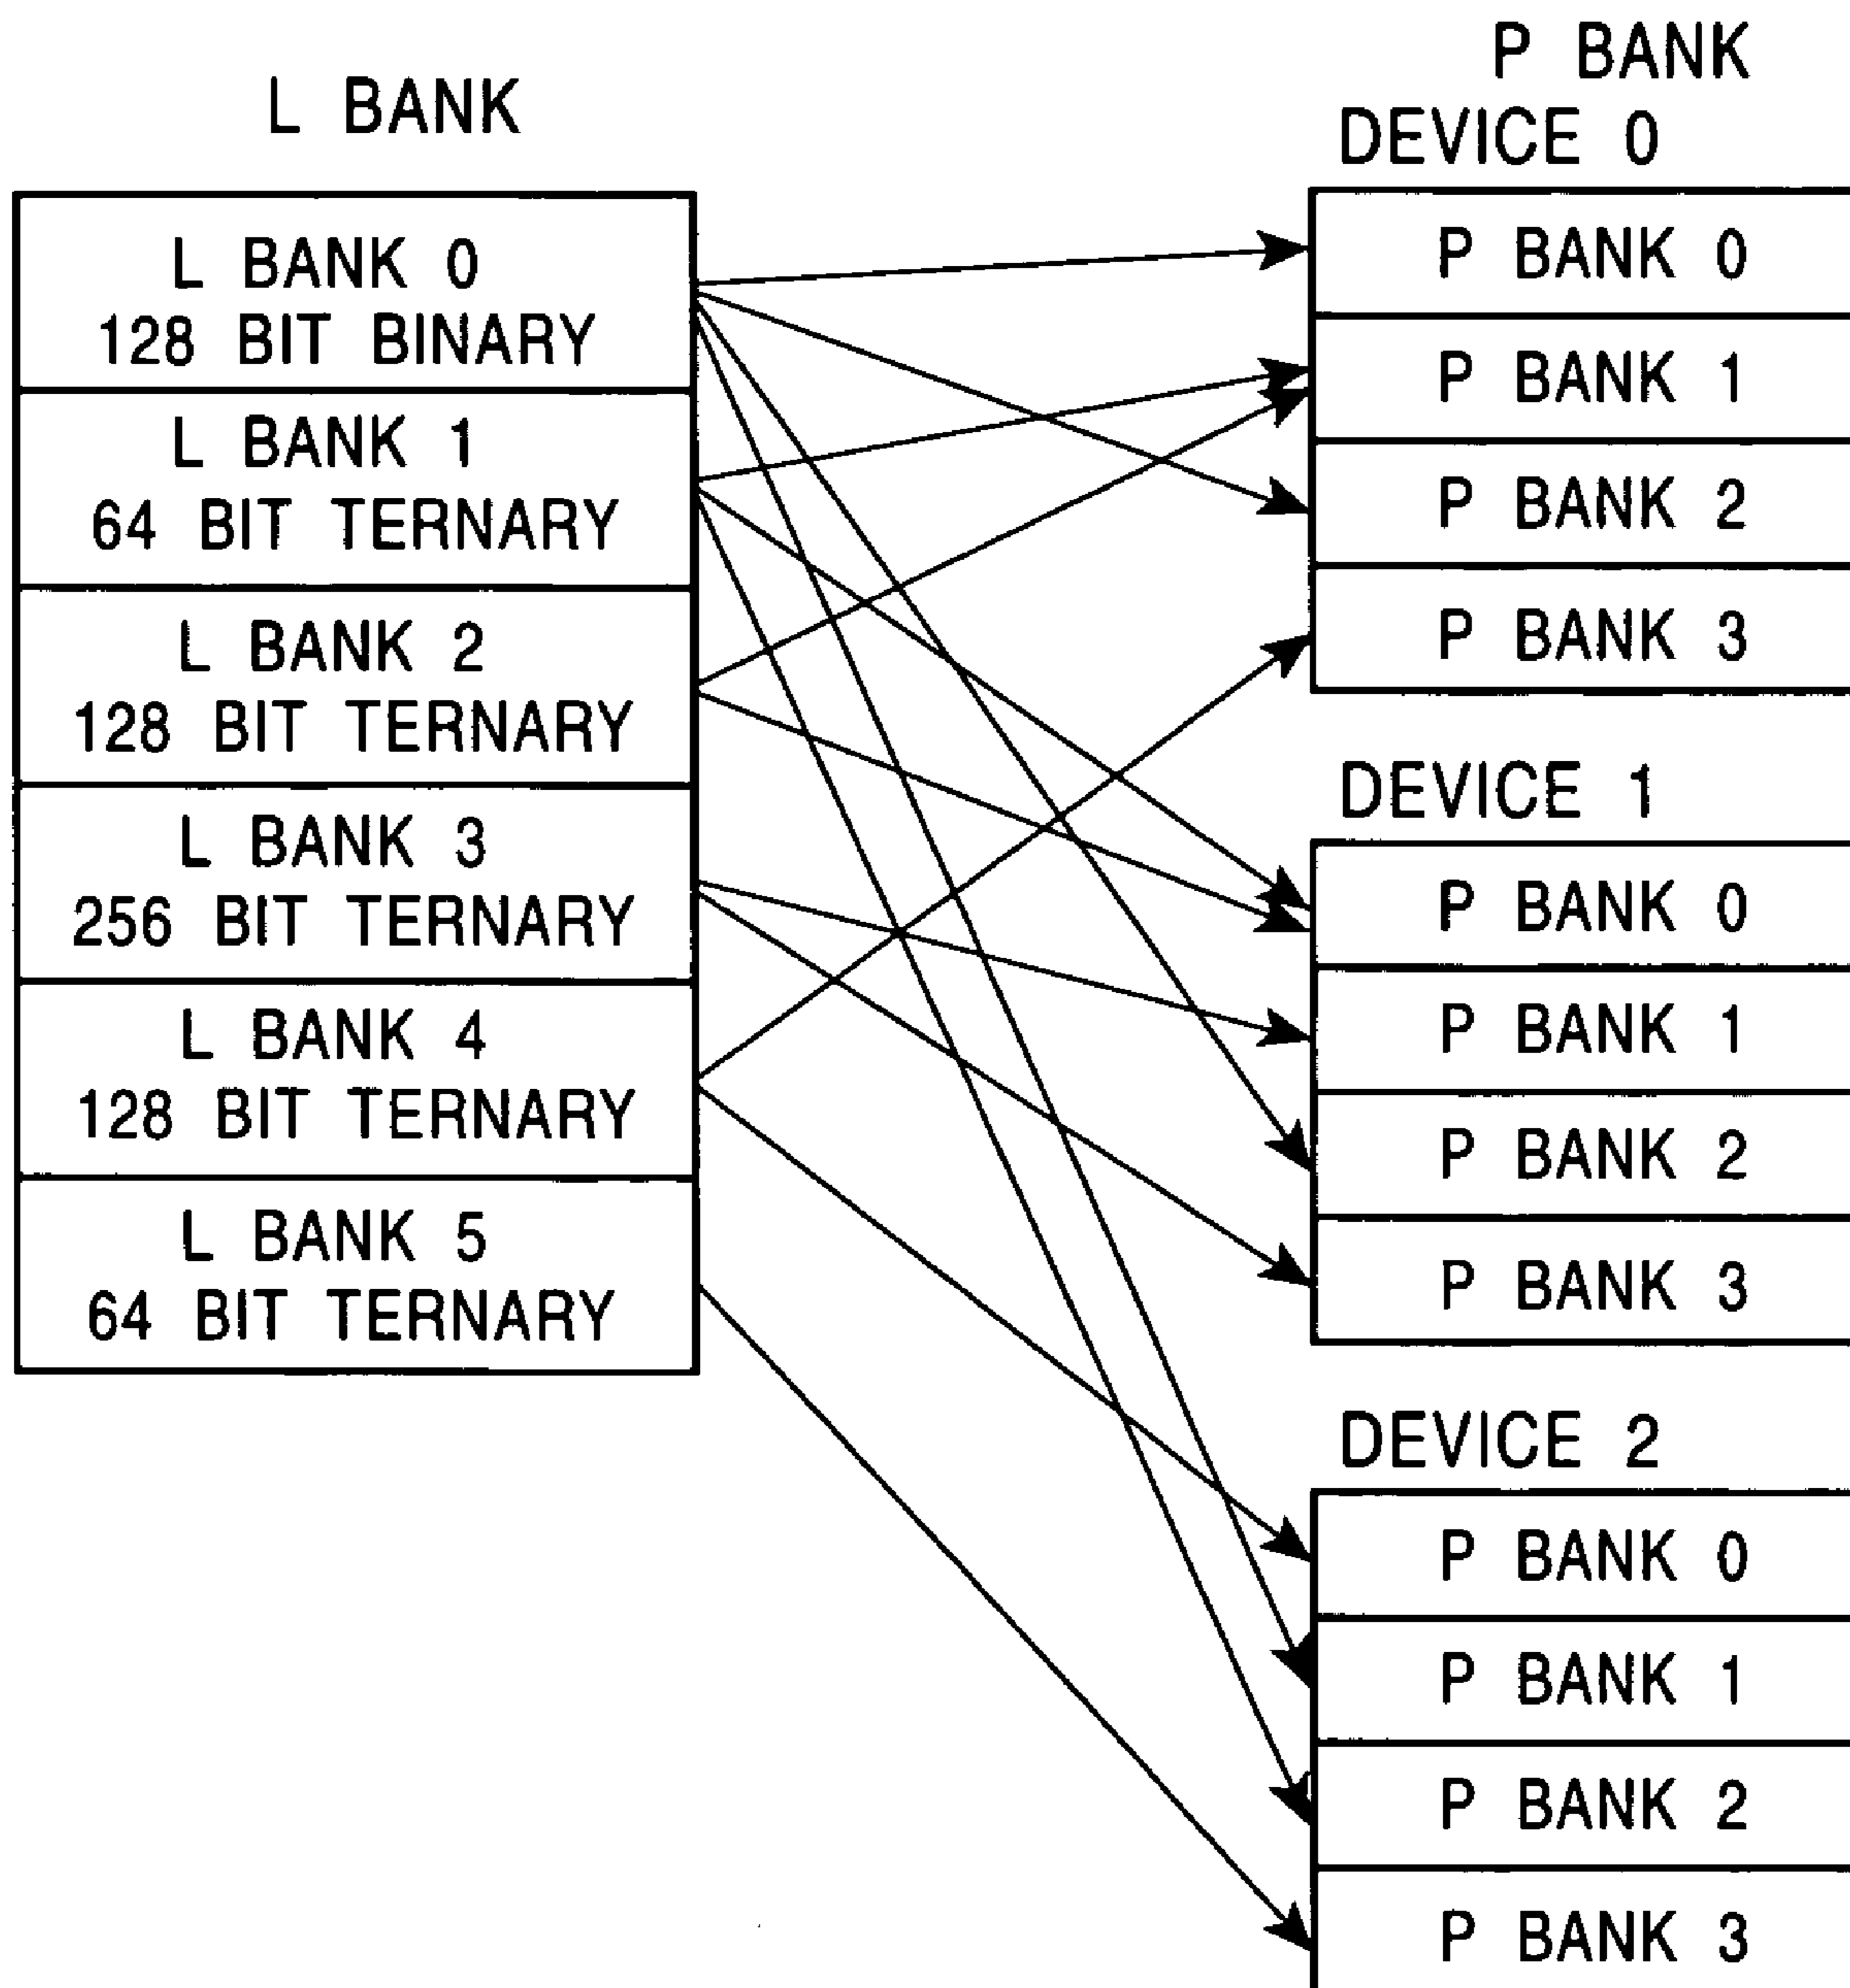 L BANK
L BANK 0
128 BIT BINARY
L BANK 1
64 BIT TERNARY
L BANK 2
128 BIT TERNARY
L BANK 3
256 BIT TERNARY
L BANK 4
128 BIT TERNARY
L BANK 5
64 BIT TERNARY
P BANK
DEVICE 0
P BANK 0
P BANK 1
P BANK 2
P BANK 3
DEVICE 1
P BANK 0
P BANK 1
P BANK 2
P BANK 3
DEVICE 2
P BANK 0
P BANK 1
P BANK 2
P BANK 3